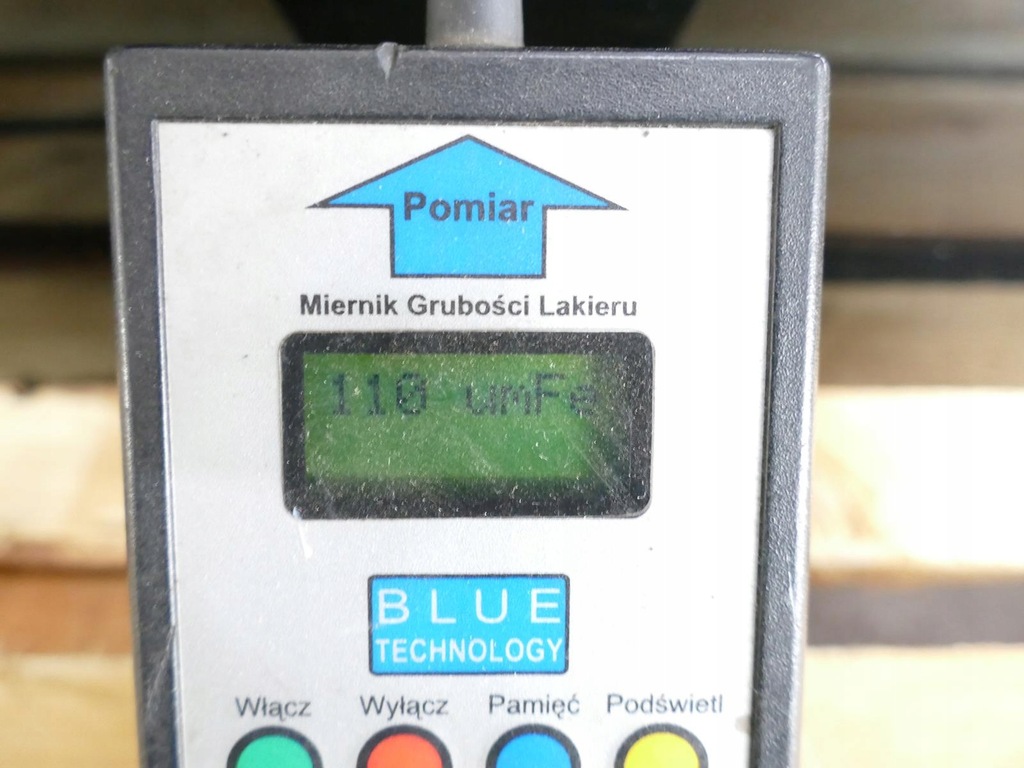 Pomiar
Miernik Grubości Lakieru
110 umFe
BLUE
TECHNOLOGY
Włącz Wyłącz Pamięć Podświetl